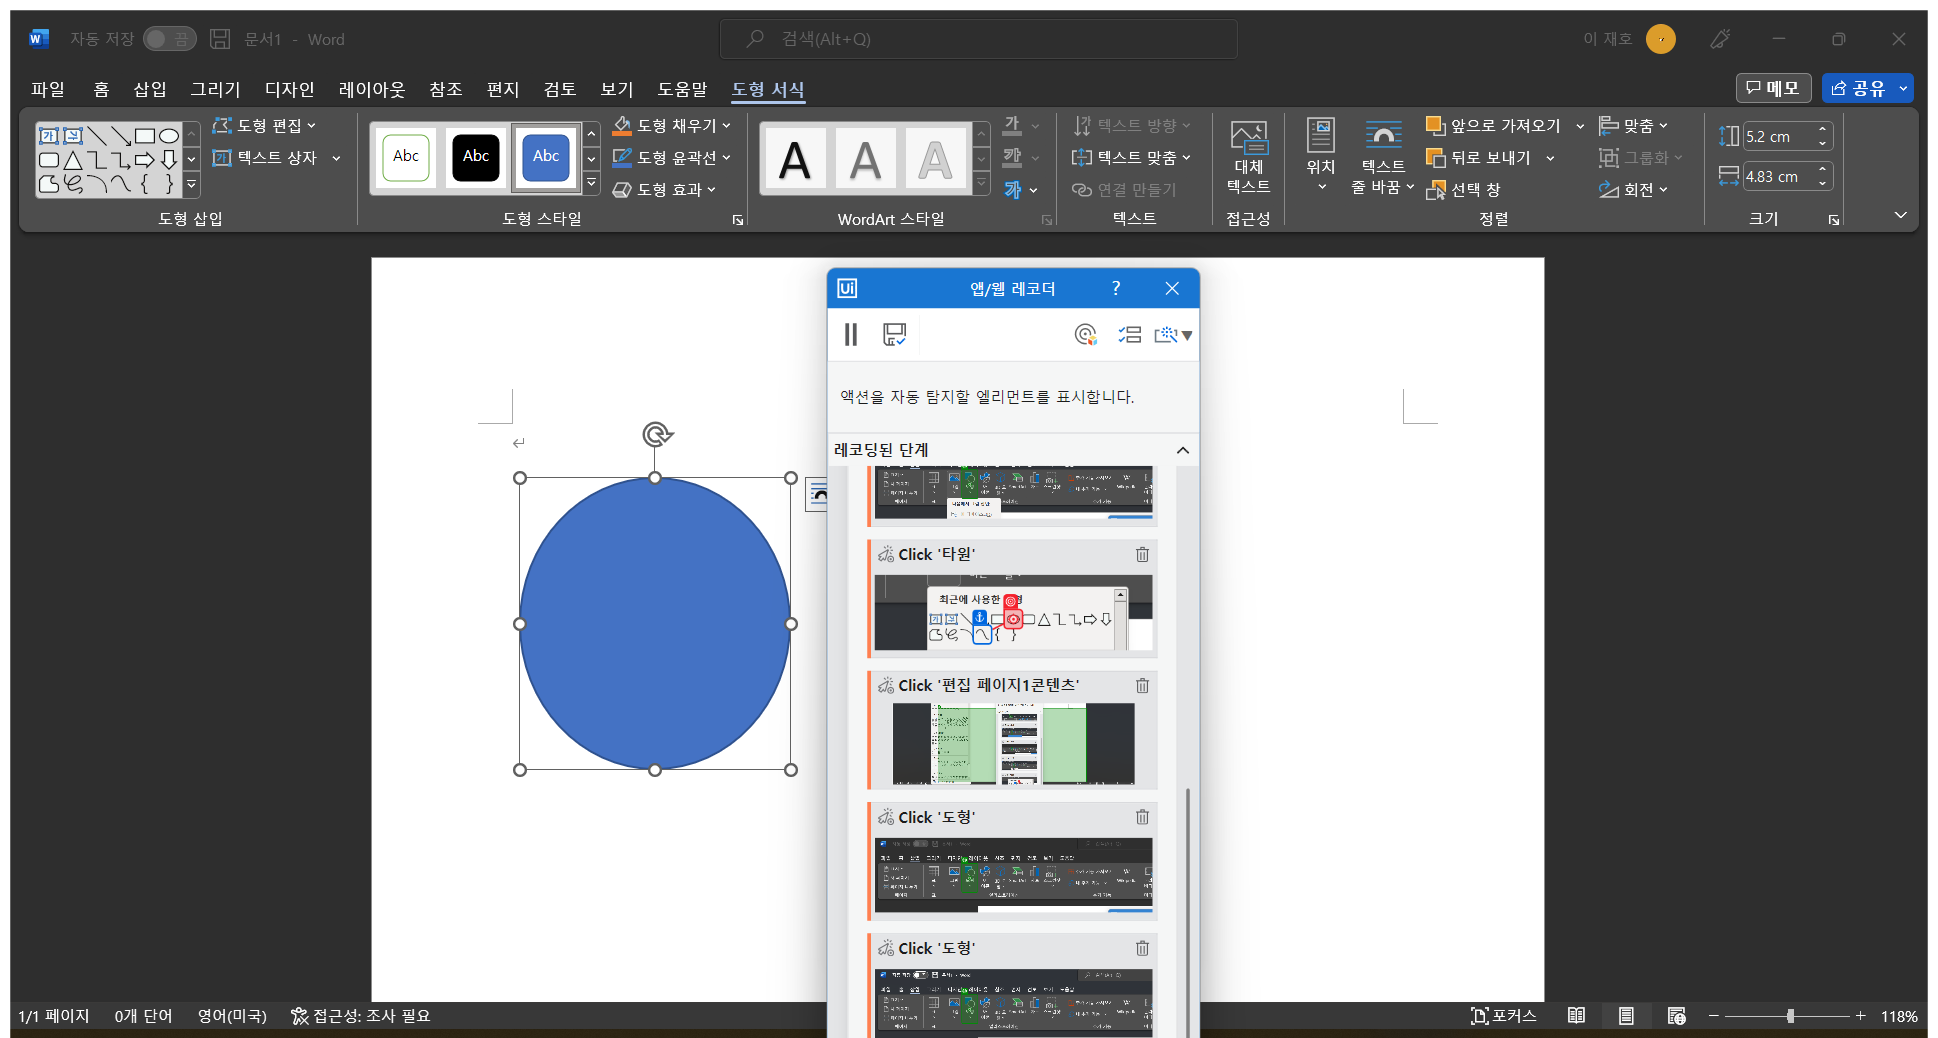 자동 저장 끔 문서1 - Word
검색(Alt+Q)
이 재호
파일 홈 삽입 그리기 디자인 레이아웃 참조 편지 검토 보기 도움말 도형 서식
메모 공유
도형 편집
텍스트 상자
도형 삽입
Abc Abc Abc
도형 채우기
도형 윤곽선
도형 효과
도형 스타일
A A A
가
가
가
WordArt 스타일
텍스트 방향
텍스트 맞춤
연결 만들기
텍스트
대체
텍스트
접근성
위치
텍스트
줄 바꿈
앞으로 가져오기
뒤로 보내기
선택 창
맞춤
그룹화
회전
정렬
5.2 cm
4.83 cm
크기
Ui 앱/웹 레코더 ?
액션을 자동 탐지할 엘리먼트를 표시합니다.
레코딩된 단계
Click '타원'
최근에 사용한
Click '편집 페이지1콘텐츠'
Click '도형'
Click '도형'
1/1 페이지 0개 단어 영어(미국) 접근성: 조사 필요
포커스 118%